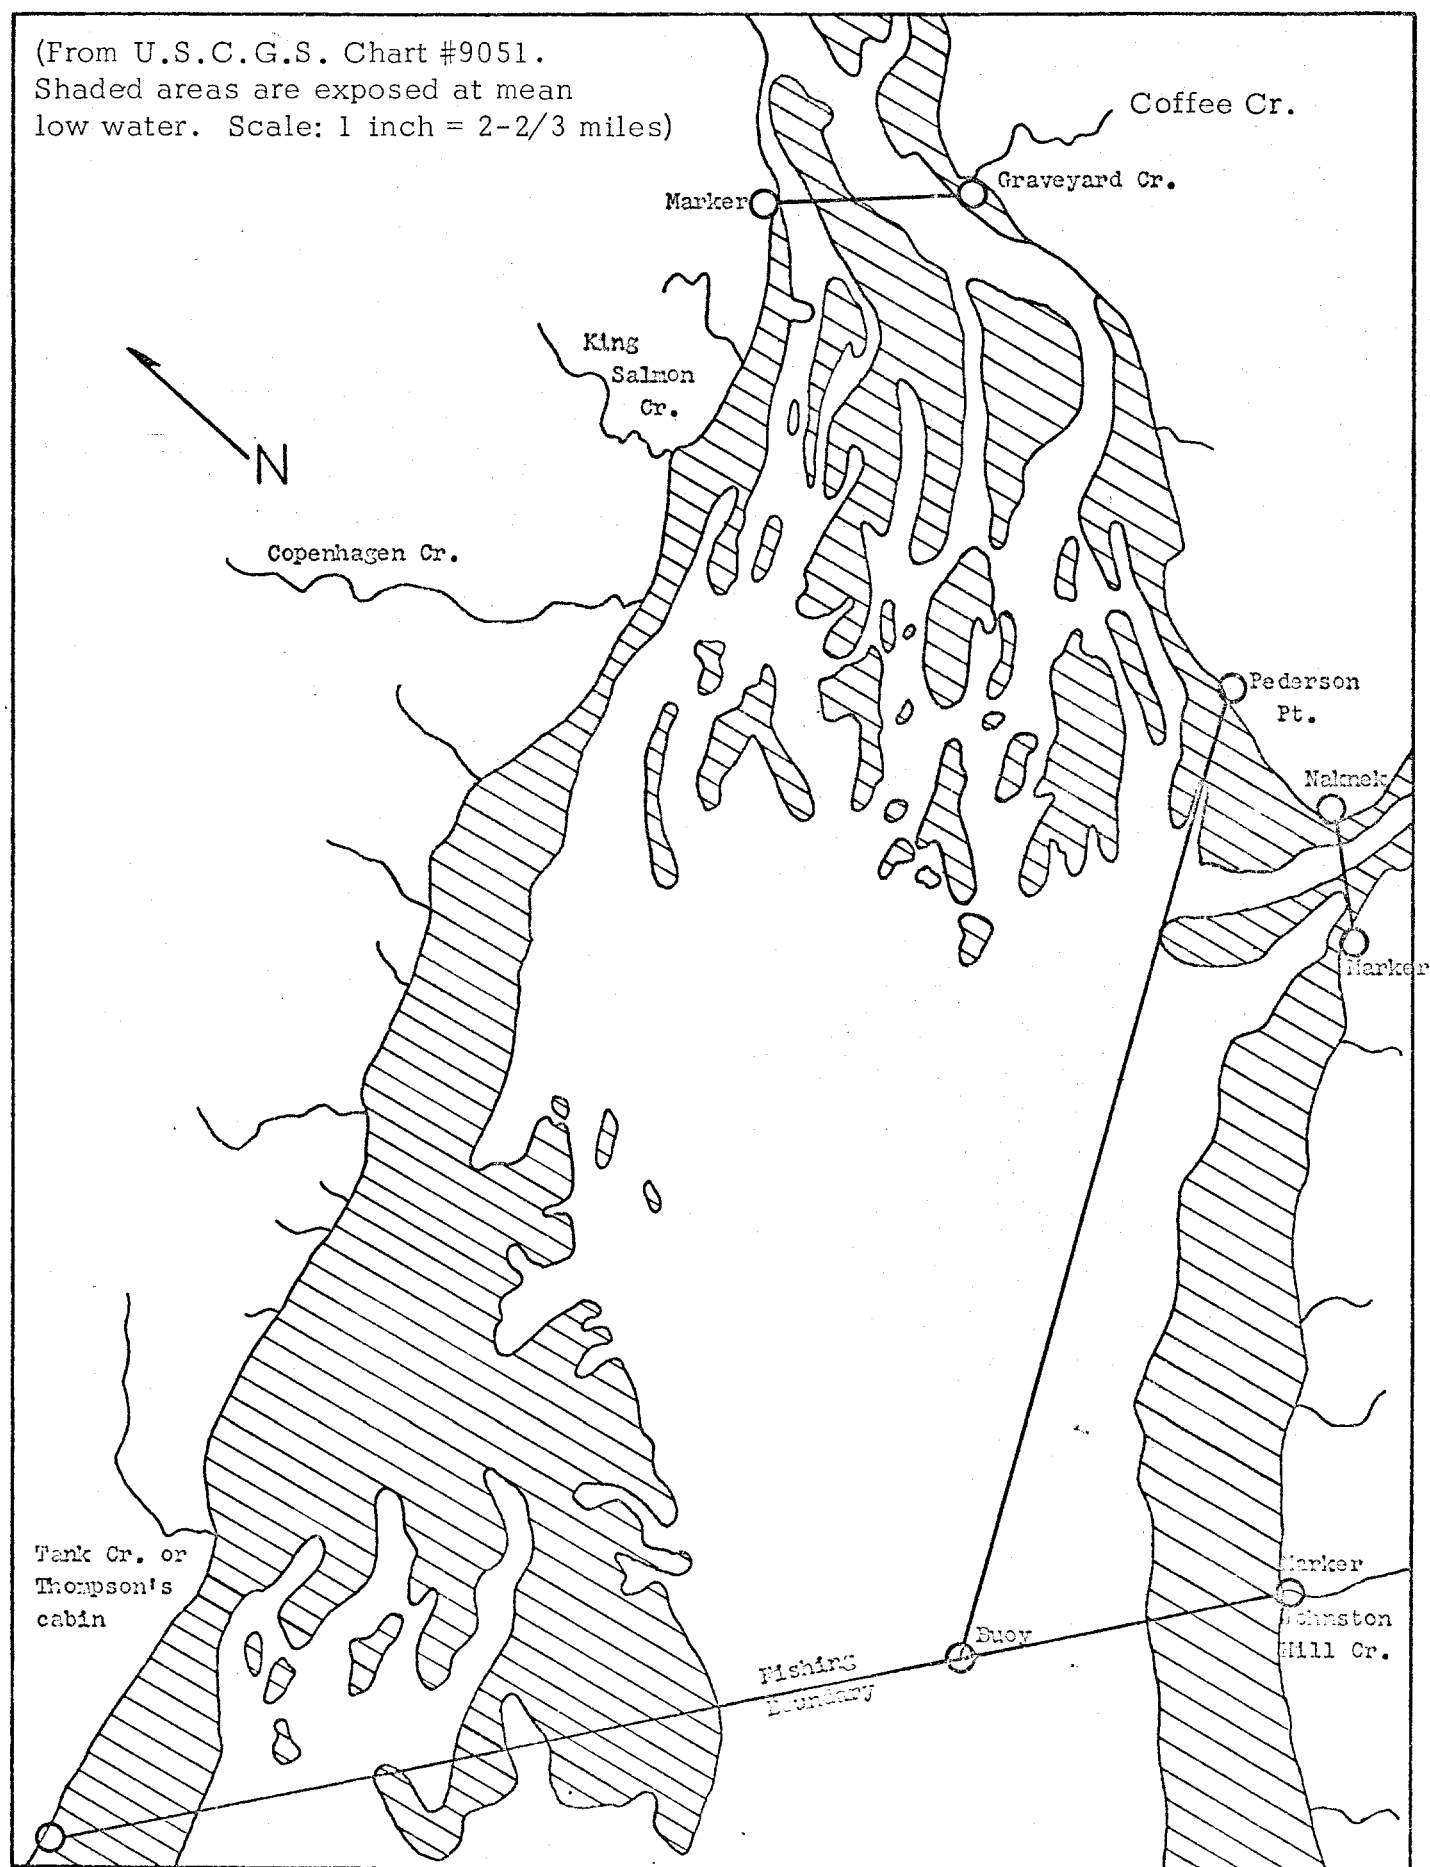 (From U.S.C.G.S. Chart #9051.
Shaded areas are exposed at mean
low water. Scale: 1 inch = 2-2/3 miles)
Coffee Cr.
Graveyard Cr.
Marker
King
Salmon
Cr.
N
Copenhagen Cr.
Pederson
Pt.
Naknek
Marker
Tank Cr. or
Thompson's
cabin
Marker
Johnston
Hill Cr.
Buoy
Fishing
Boundary